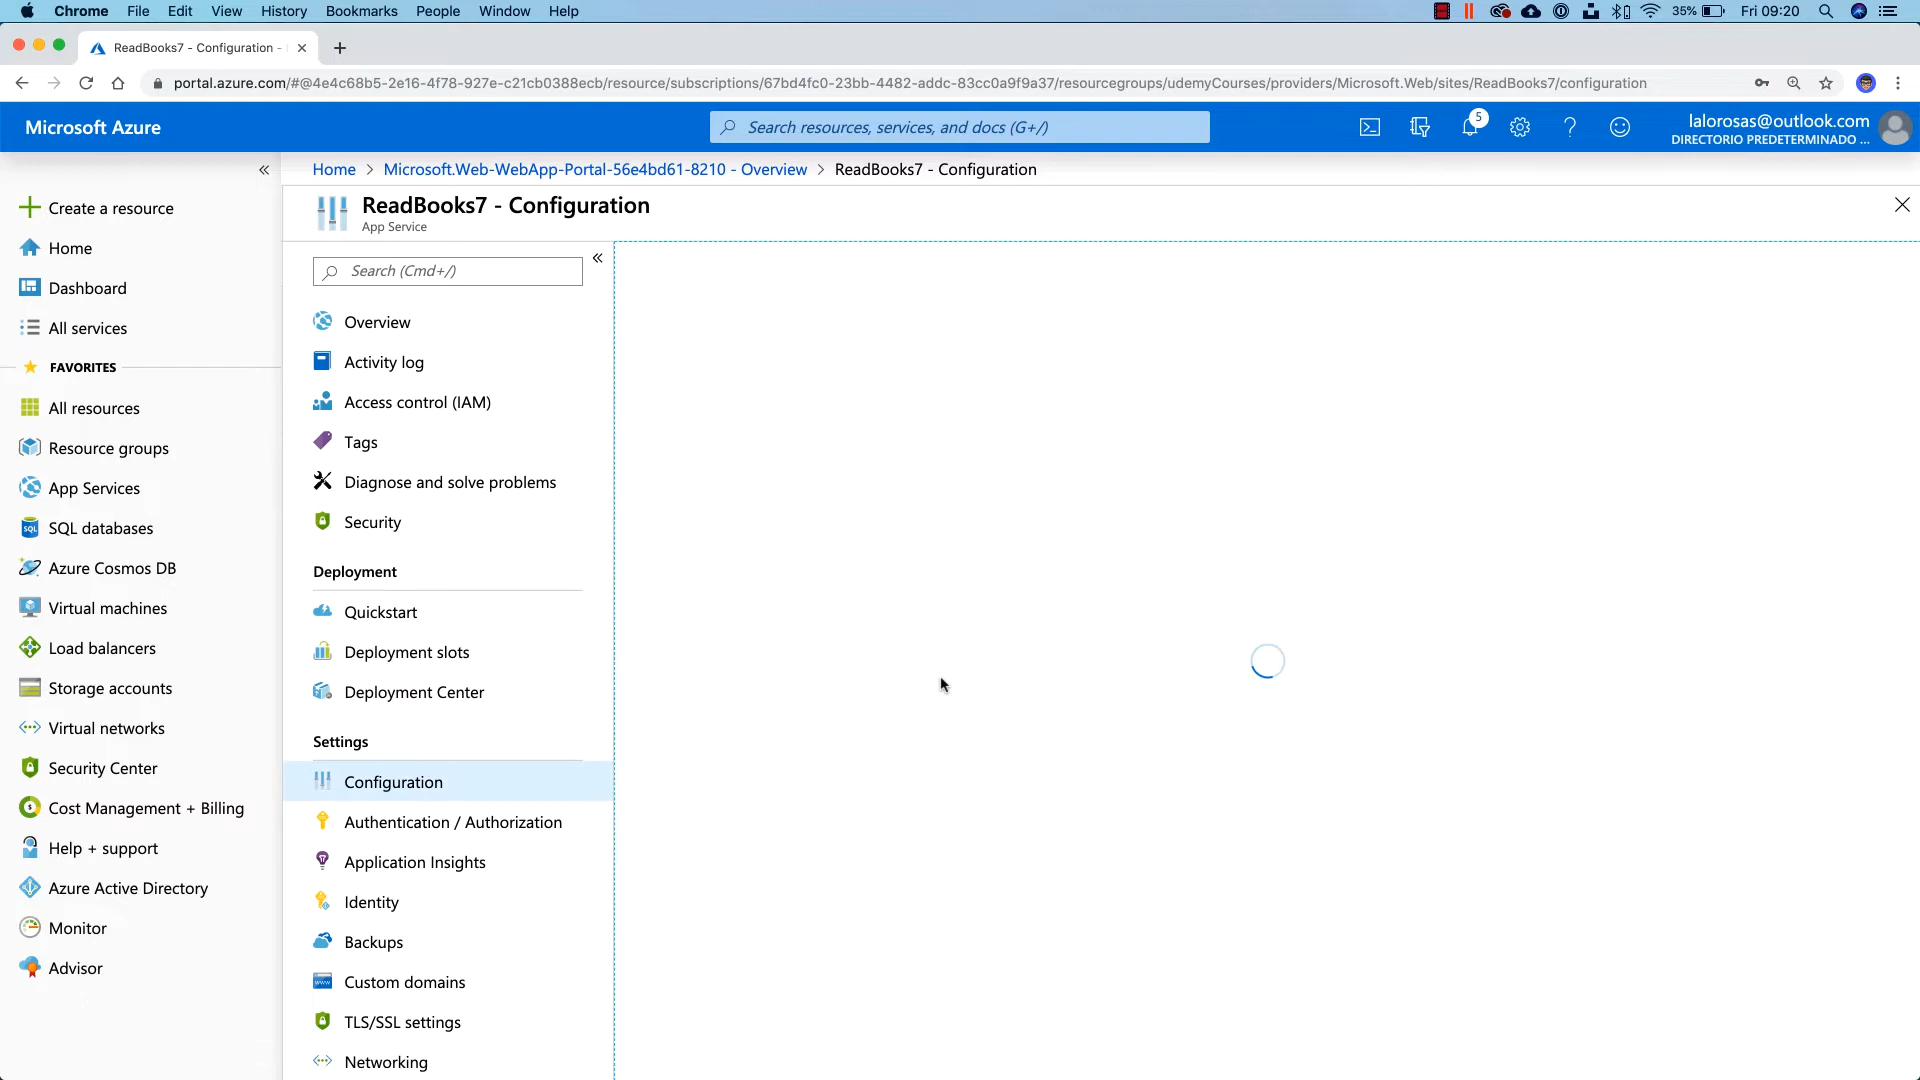 Chrome File Edit View History Bookmarks People Window Help 35% Fri 09:20
ReadBooks7 - Configuration -
portal.azure.com/#@4e4c68b5-2e16-4f78-927e-c21cb0388ecb/resource/subscriptions/67bd4fc0-23bb-4482-addc-83cc0a9f9a37/resourcegroups/udemyCourses/providers/Microsoft.Web/sites/ReadBooks7/configuration
Microsoft Azure
Search resources, services, and docs (G+/)
5
lalorosas@outlook.com
DIRECTORIO PREDETERMINADO ...
Home > Microsoft.Web-WebApp-Portal-56e4bd61-8210 - Overview > ReadBooks7 - Configuration
ReadBooks7 - Configuration
App Service
Create a resource
Home
Dashboard
All services
FAVORITES
All resources
Resource groups
App Services
SQL databases
Azure Cosmos DB
Virtual machines
Load balancers
Storage accounts
Virtual networks
Security Center
Cost Management + Billing
Help + support
Azure Active Directory
Monitor
Advisor
Search (Cmd+/)
Overview
Activity log
Access control (IAM)
Tags
Diagnose and solve problems
Security
Deployment
Quickstart
Deployment slots
Deployment Center
Settings
Configuration
Authentication / Authorization
Application Insights
Identity
Backups
Custom domains
TLS/SSL settings
Networking